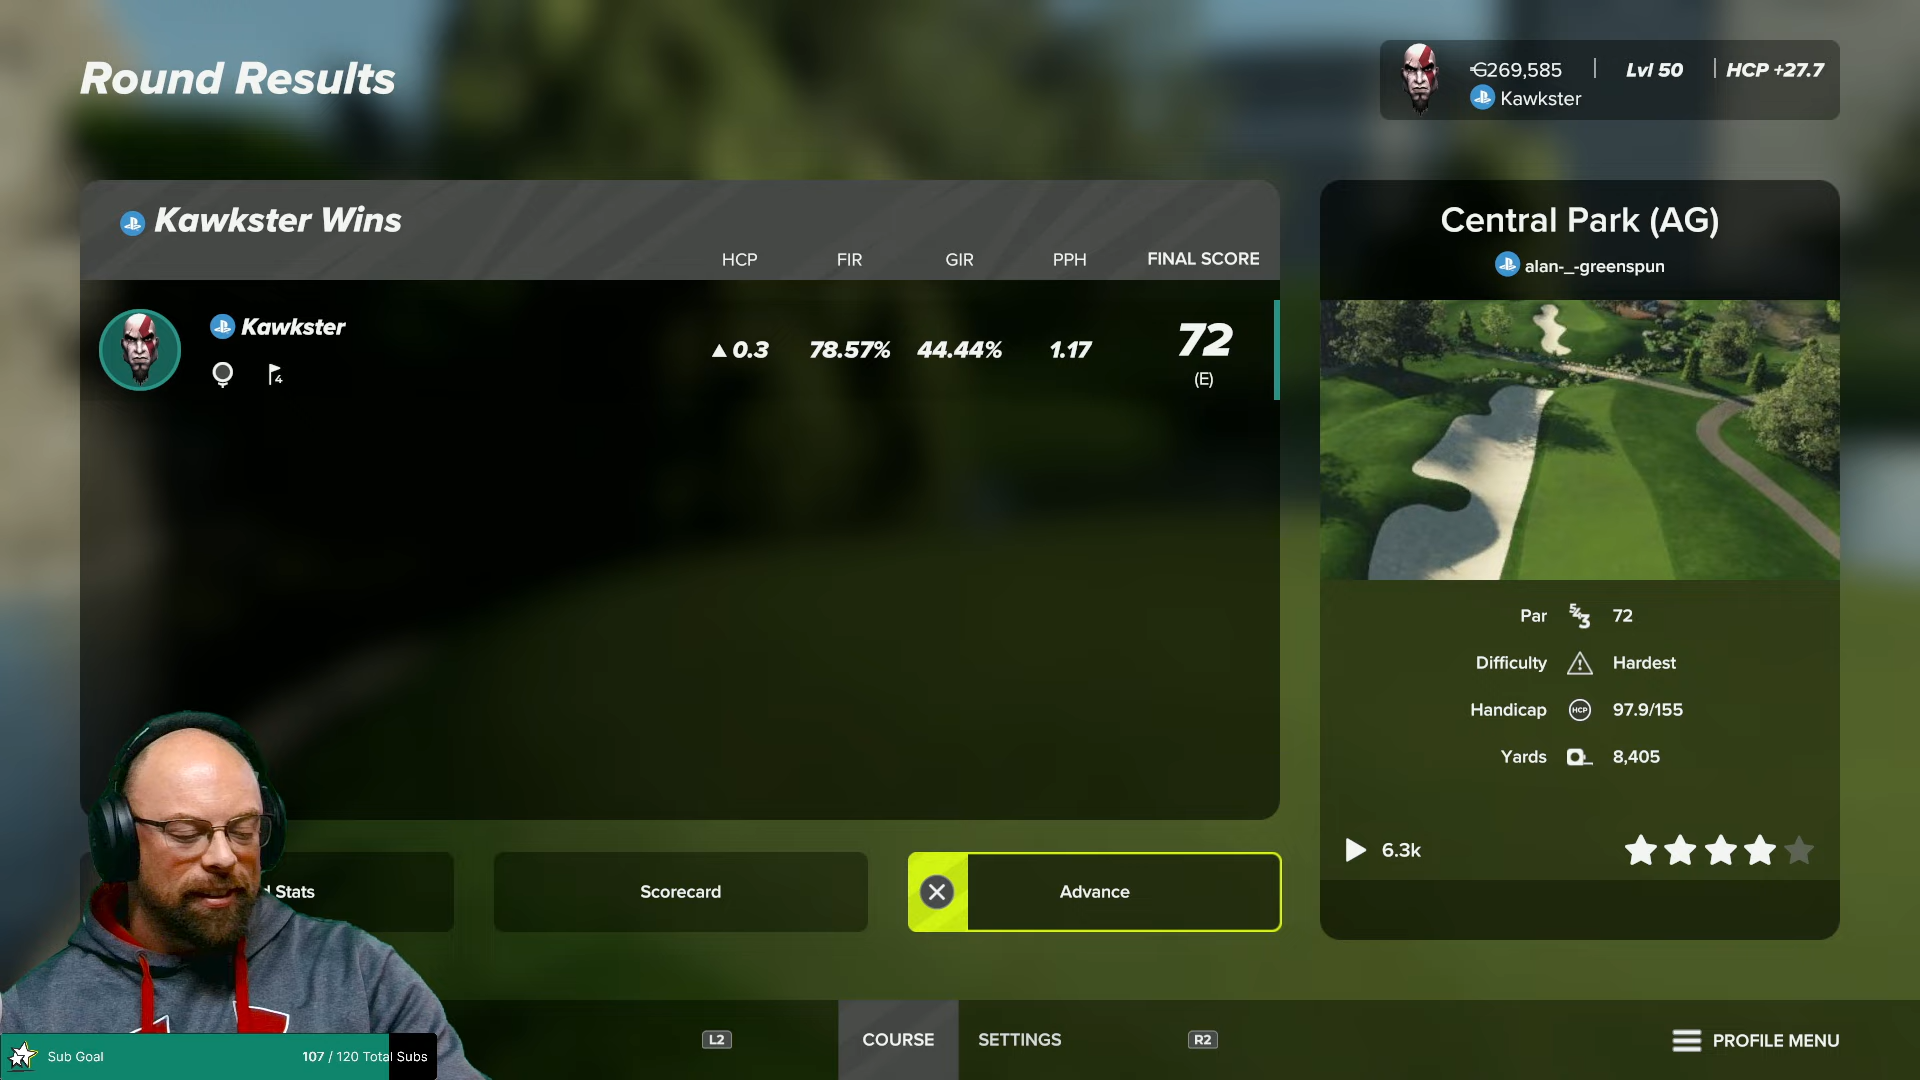 Round Results
G269,585
Lvl 50
HCP +27.7
Kawkster
Kawkster Wins
HCP
FIR
GIR
PPH
FINAL SCORE
Kawkster
4
0.3
78.57%
44.44%
1.17
72
(E)
Central Park (AG)
alan-_-greenspun
Par
72
Difficulty
Hardest
Handicap
HCP
97.9/155
Yards
8,405
6.3k
Stats
Scorecard
Advance
L2
COURSE
SETTINGS
R2
PROFILE MENU
Sub Goal
107 / 120 Total Subs